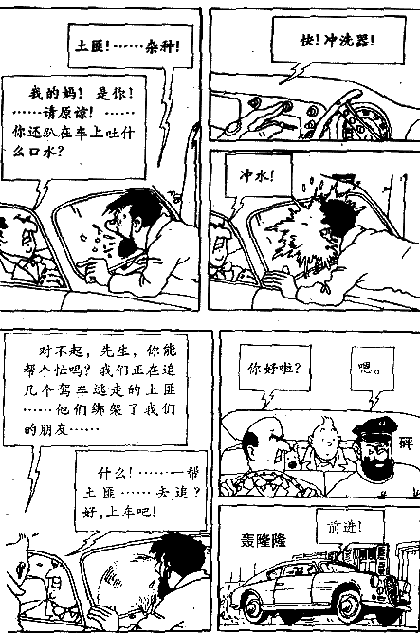 土匪!……杂种!
我的妈! 是你!
……请原谅! ……
你还趴在车上吐什
么口水?
快! 冲洗器!
冲水!
对不起, 先生, 你能
帮个忙吗? 我们正在追
几个驾车逃走的土匪
……他们绑架了我们
的朋友……
什么!……一帮
土匪……去追?
好,上车吧!
你好啦?
嗯。
砰
轰隆隆
前进!